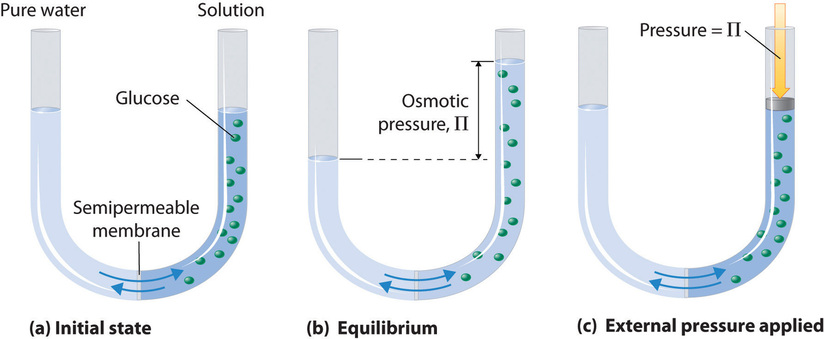 Pure water
Solution
Glucose
Semipermeable
membrane
(a) Initial state
Osmotic
pressure, Π
(b) Equilibrium
Pressure = Π
(c) External pressure applied